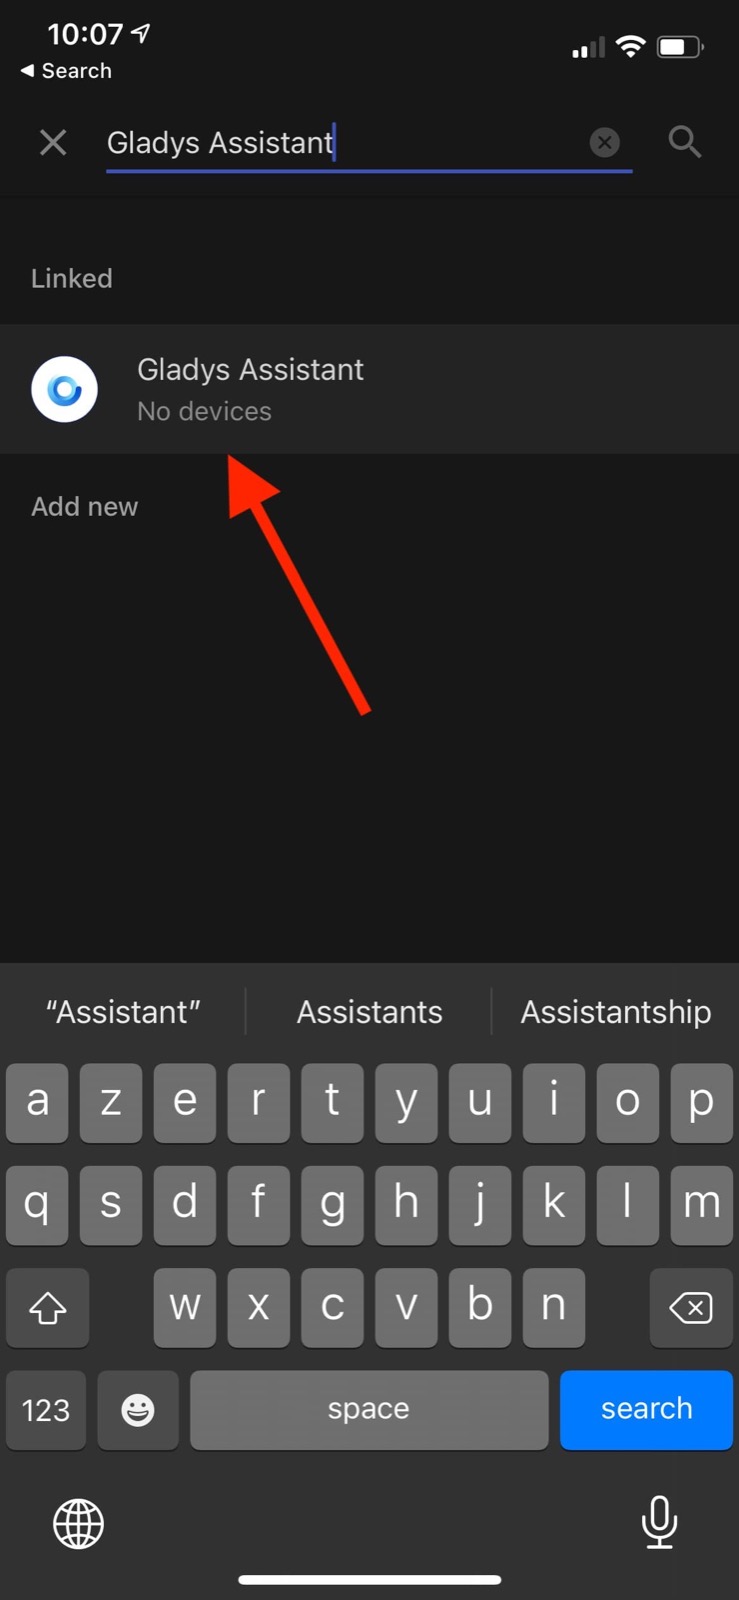 10:07
◀ Search
Gladys Assistant
Linked
Gladys Assistant
No devices
Add new
“Assistant” Assistants Assistantship
a z e r t y u i o p
q s d f g h j k l m
w x c v b n
123 space search